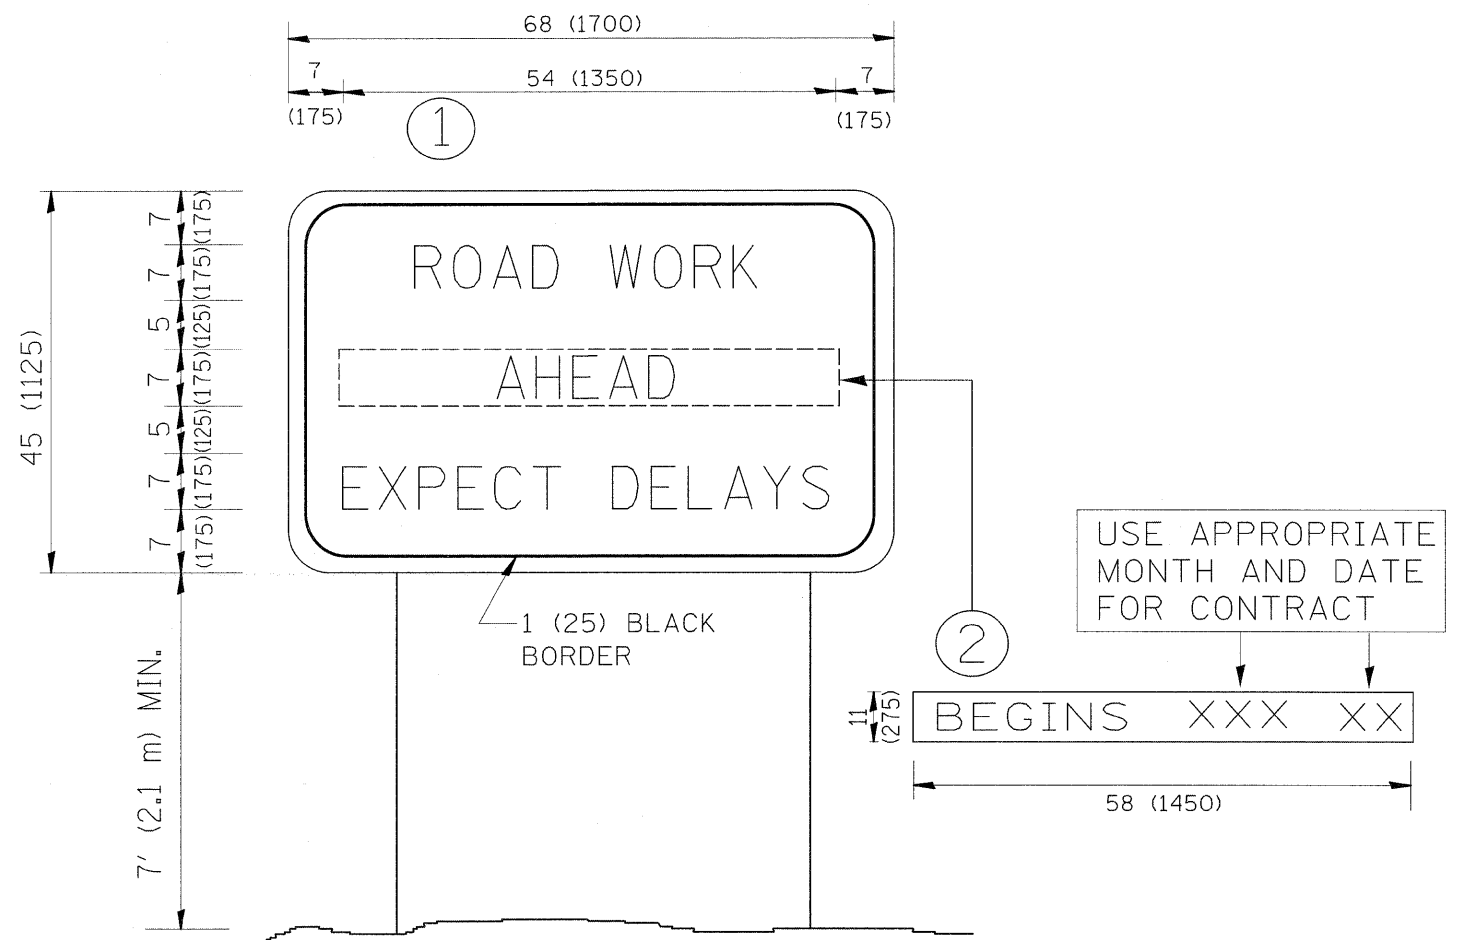 68 (1700)
7
54 (1350)
7
(175)
(175)
1
45 (1125)
7
(175)
7
(175)
5
(125)
7
(175)
5
(125)
7
(175)
7
(175)
ROAD WORK
AHEAD
EXPECT DELAYS
1 (25) BLACK
BORDER
7' (2.1 m) MIN.
2
USE APPROPRIATE
MONTH AND DATE
FOR CONTRACT
11
(275)
BEGINS XXX XX
58 (1450)